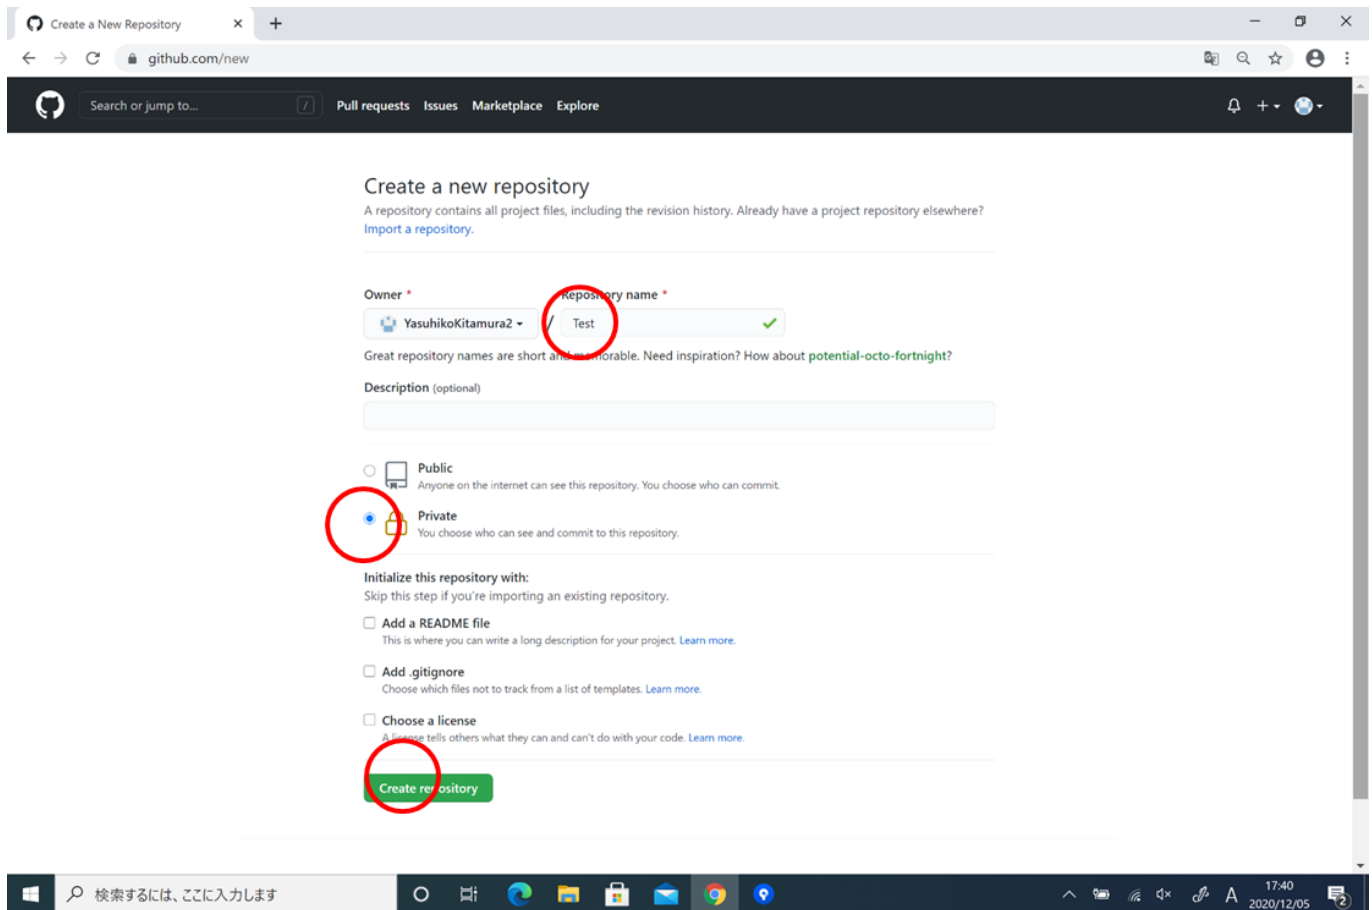 Create a New Repository
github.com/new
Search or jump to... /
Pull requests Issues Marketplace Explore
Create a new repository
A repository contains all project files, including the revision history. Already have a project repository elsewhere?
Import a repository.
Owner * Repository name *
YasuhikoKitamura2 / Test
Great repository names are short and memorable. Need inspiration? How about potential-octo-fortnight?
Description (optional)
Public
Anyone on the internet can see this repository. You choose who can commit.
Private
You choose who can see and commit to this repository.
Initialize this repository with:
Skip this step if you're importing an existing repository.
Add a README file
This is where you can write a long description for your project. Learn more.
Add .gitignore
Choose which files not to track from a list of templates. Learn more.
Choose a license
A license tells others what they can and can't do with your code. Learn more.
Create repository
検索するには、ここに入力します
A 17:40
2020/12/05
2